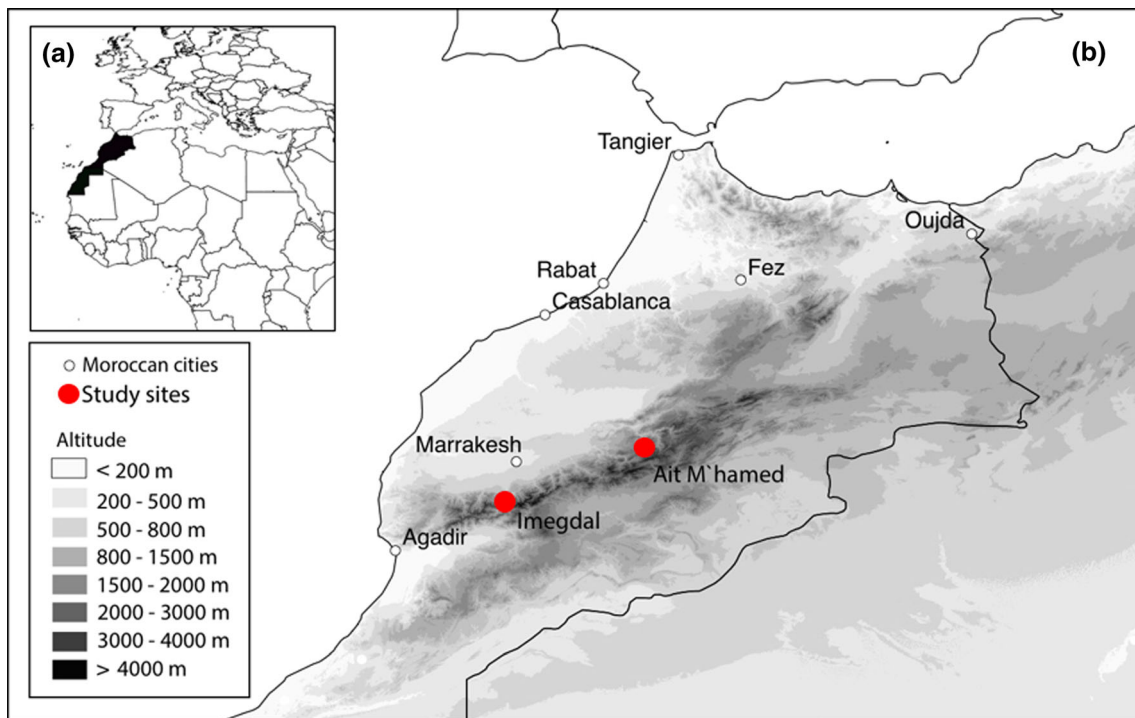 (a)
(b)
Tangier
Oujda
Fez
Rabat
Casablanca
Marrakesh
Ait M`hamed
Imegdal
Agadir
Moroccan cities
Study sites
Altitude
< 200 m
200 - 500 m
500 - 800 m
800 - 1500 m
1500 - 2000 m
2000 - 3000 m
3000 - 4000 m
> 4000 m